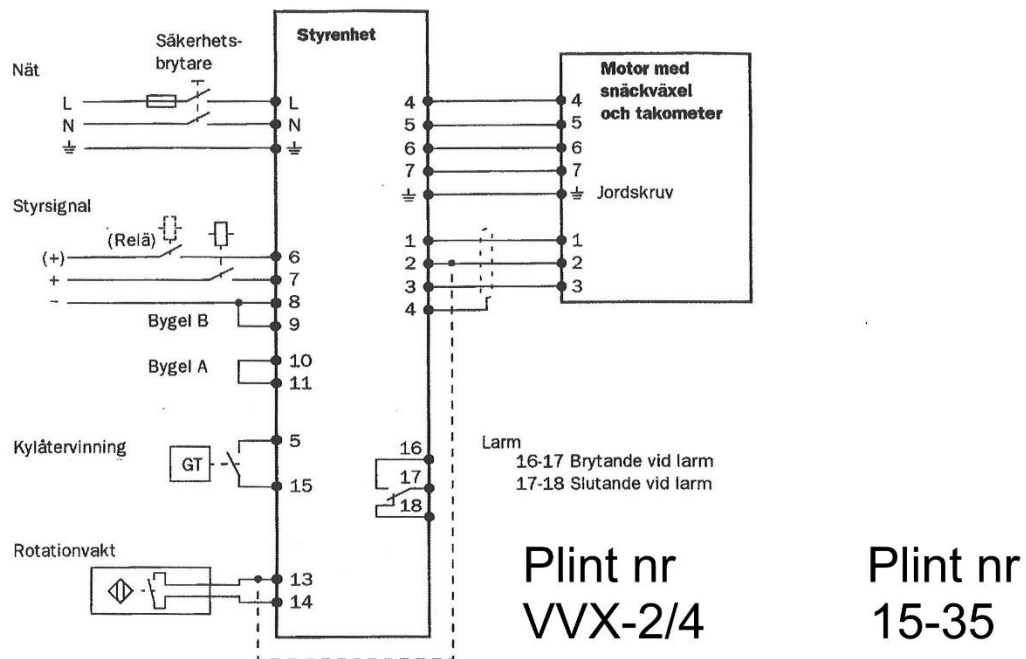 Styrenhet
Säkerhets-
brytare
Nät
L
N
L
N
4
5
6
7
Motor med
snäckväxel
och takometer
4
5
6
7
Jordskruv
Styrsignal
(Relä)
(+)
+
-
6
7
8
9
Bygel B
Bygel A
10
11
1
2
3
4
1
2
3
Kylåtervinning
GT
5
15
16
17
18
Larm
16-17 Brytande vid larm
17-18 Slutande vid larm
Rotationvakt
13
14
Plint nr
VVX-2/4
Plint nr
15-35